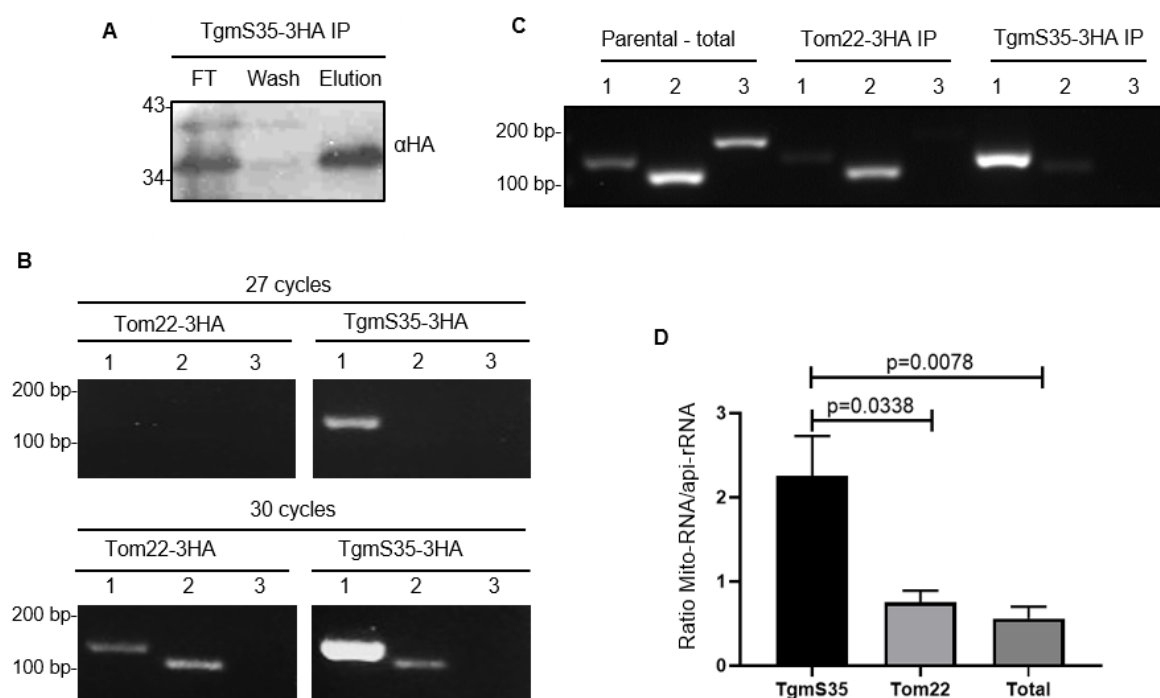 A
TgmS35-3HA IP
FT Wash Elution
43-
34-
αHA
B
27 cycles
Tom22-3HA TgmS35-3HA
1 2 3 1 2 3
200 bp-
100 bp-
30 cycles
Tom22-3HA TgmS35-3HA
1 2 3 1 2 3
200 bp-
100 bp-
C
Parental - total Tom22-3HA IP TgmS35-3HA IP
1 2 3 1 2 3 1 2 3
200 bp-
100 bp-
D
p=0.0078
p=0.0338
Ratio Mito-RNA/api-rRNA
3
2
1
0
TgmS35 Tom22 Total